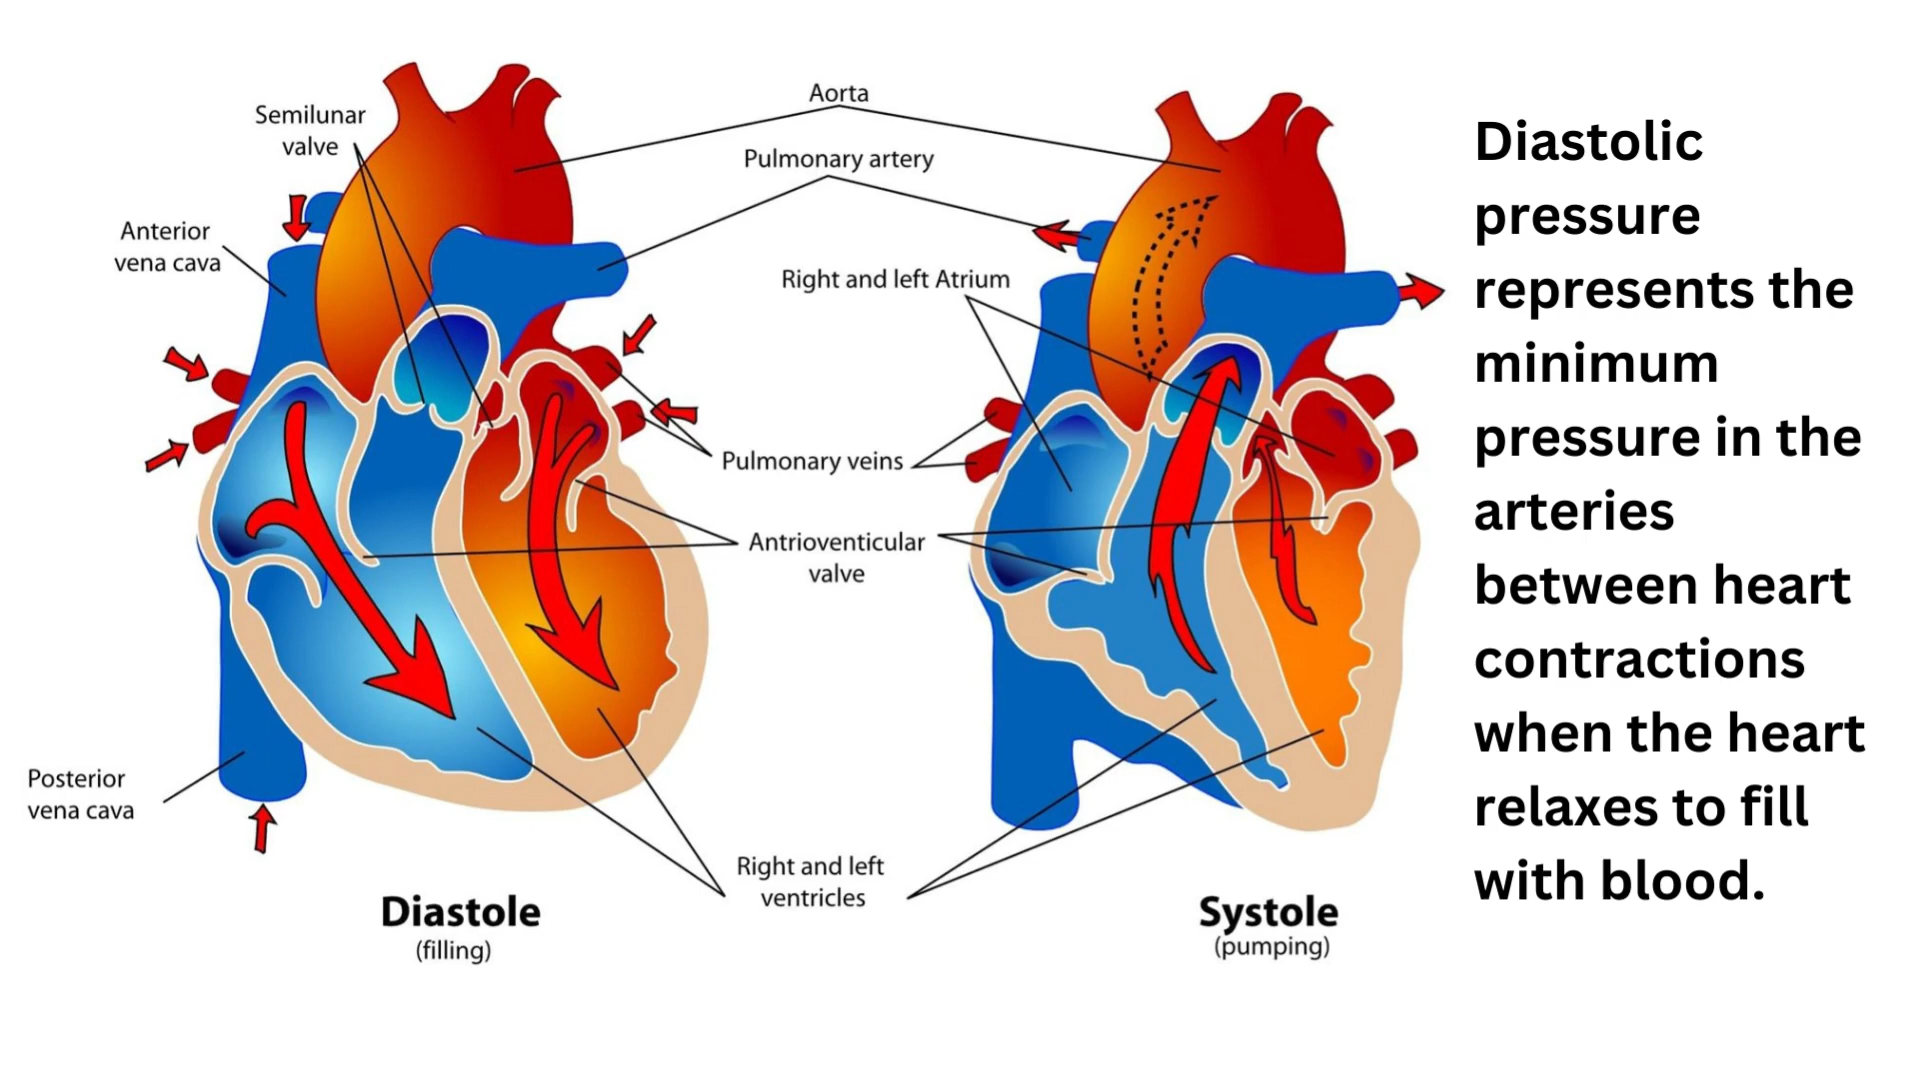 Aorta
Semilunar
valve
Pulmonary artery
Anterior
vena cava
Right and left Atrium
Pulmonary veins
Antrioventicular
valve
Posterior
vena cava
Right and left
ventricles
Diastole
(filling)
Systole
(pumping)
Diastolic
pressure
represents the
minimum
pressure in the
arteries
between heart
contractions
when the heart
relaxes to fill
with blood.